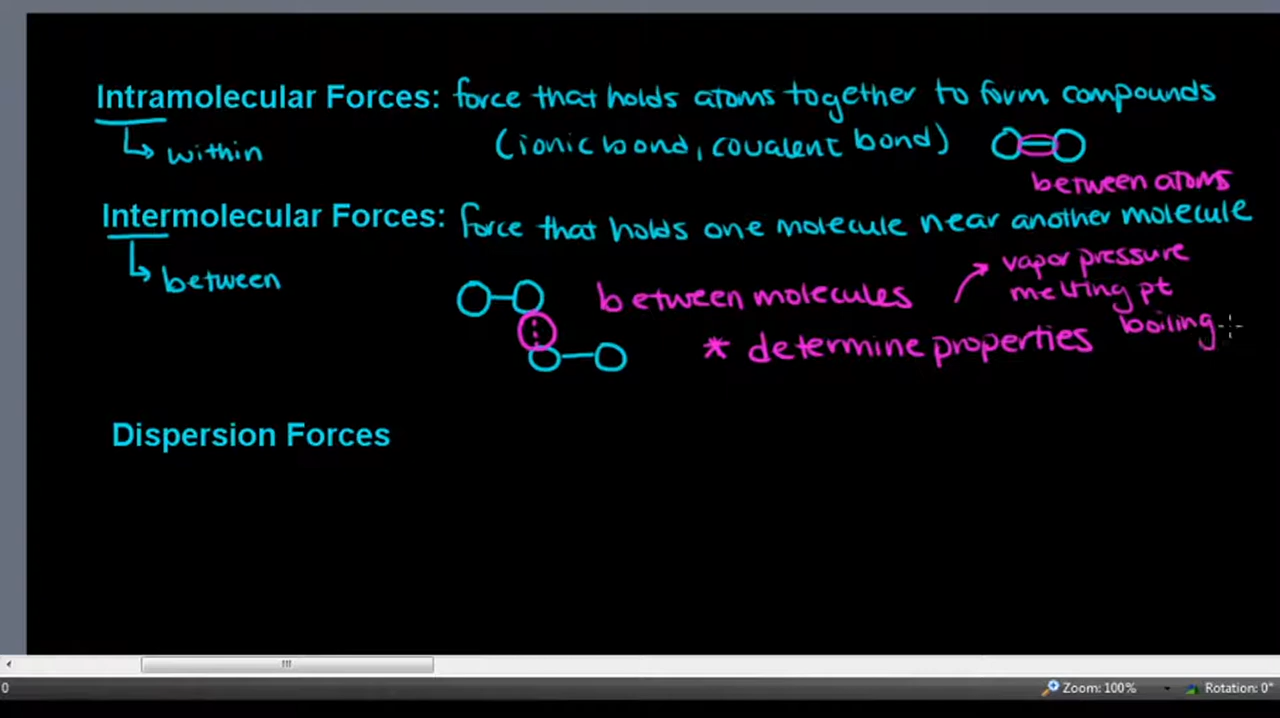 Intramolecular Forces: force that holds atoms together to form compounds
within
(ionic bond, covalent bond)
between atoms
Intermolecular Forces: force that holds one molecule near another molecule
between
between molecules
vapor pressure
melting pt
boiling
* determine properties
Dispersion Forces
0
Zoom: 100%
Rotation: 0°